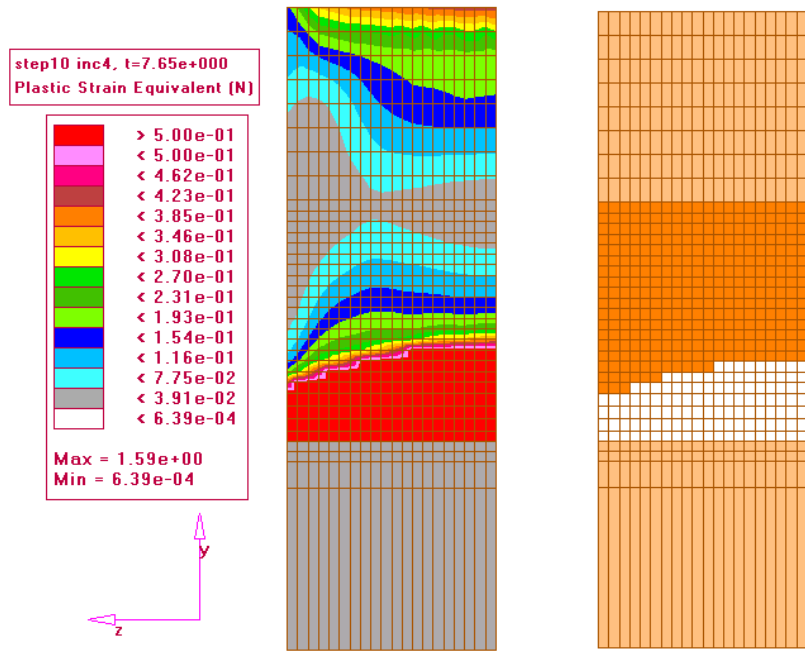 step10 inc4, t=7.65e+000
Plastic Strain Equivalent (N)
> 5.00e-01
< 5.00e-01
< 4.62e-01
< 4.23e-01
< 3.85e-01
< 3.46e-01
< 3.08e-01
< 2.70e-01
< 2.31e-01
< 1.93e-01
< 1.54e-01
< 1.16e-01
< 7.75e-02
< 3.91e-02
< 6.39e-04
Max = 1.59e+00
Min = 6.39e-04
y
z